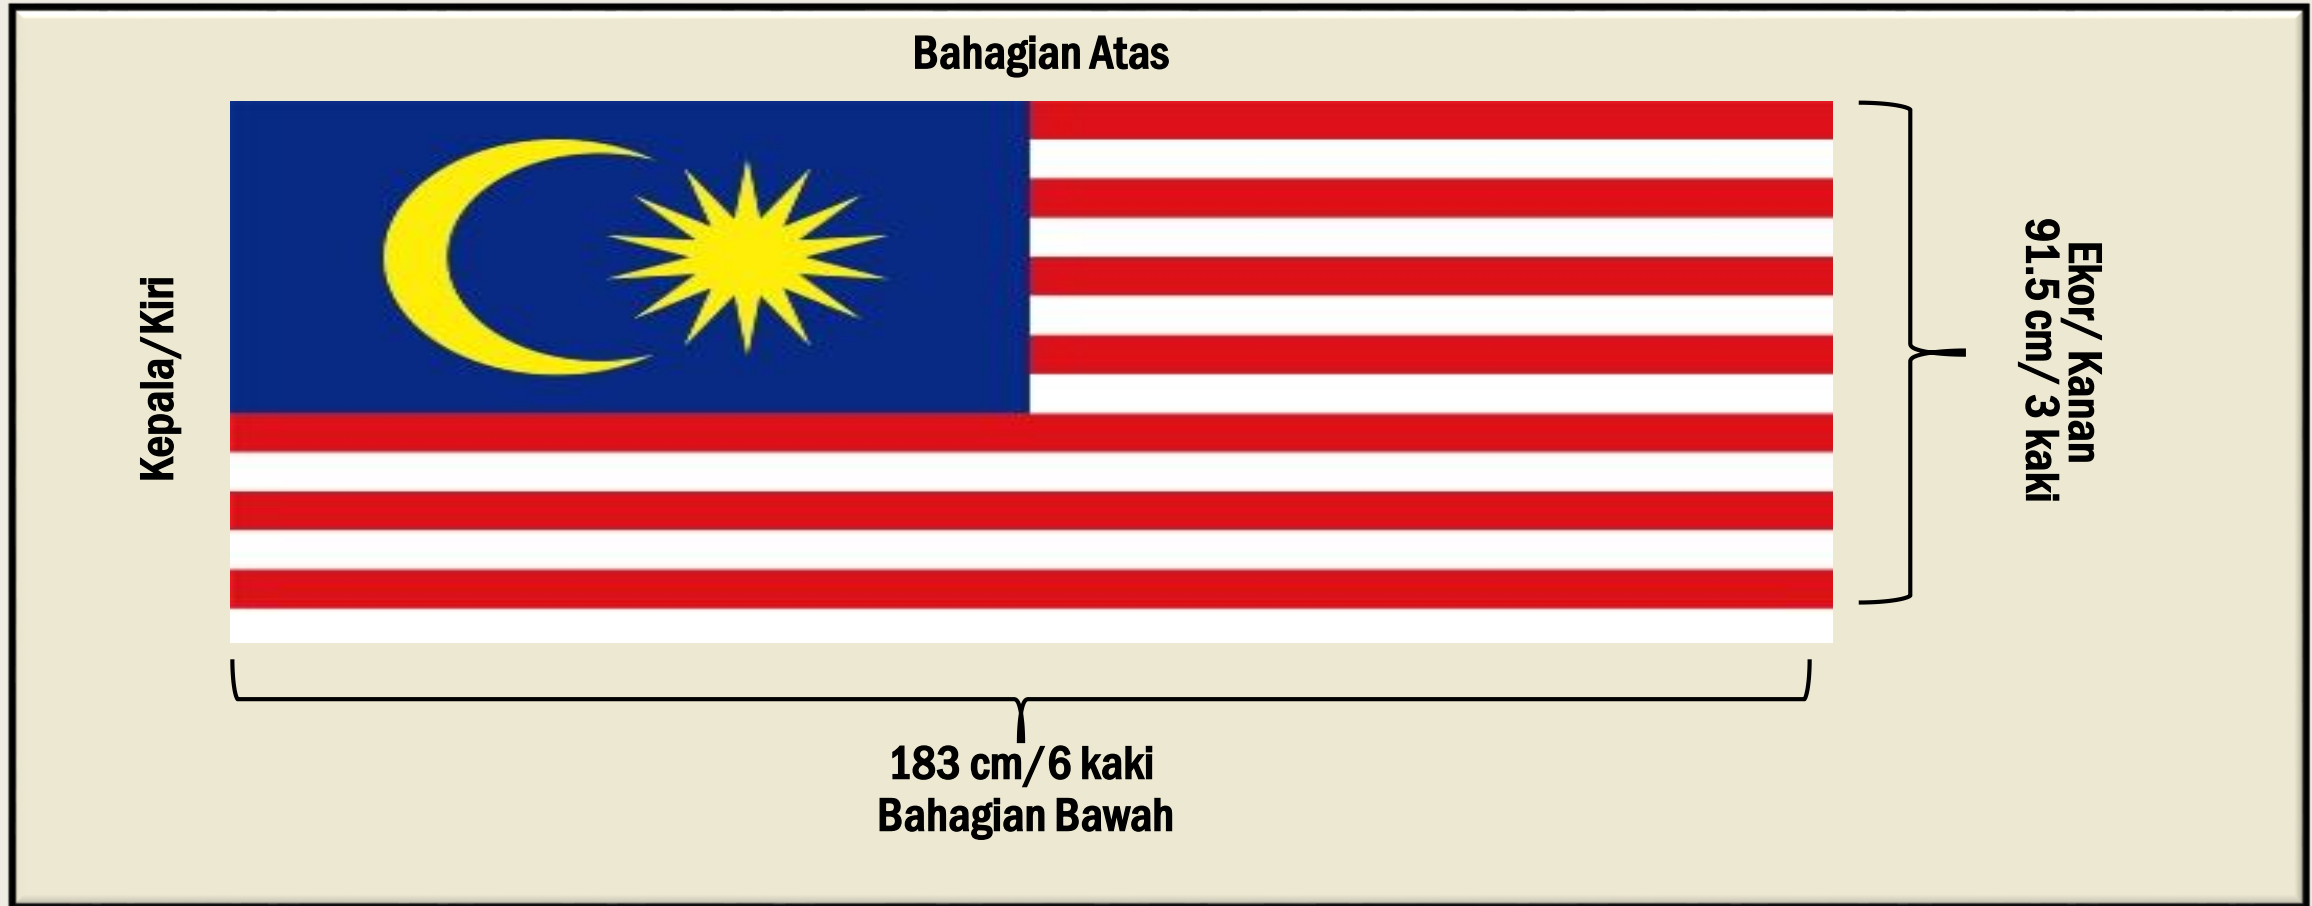 Bahagian Atas
Kepala/ Kiri
Ekor/ Kanan
91.5 cm/ 3 kaki
183 cm/6 kaki
Bahagian Bawah